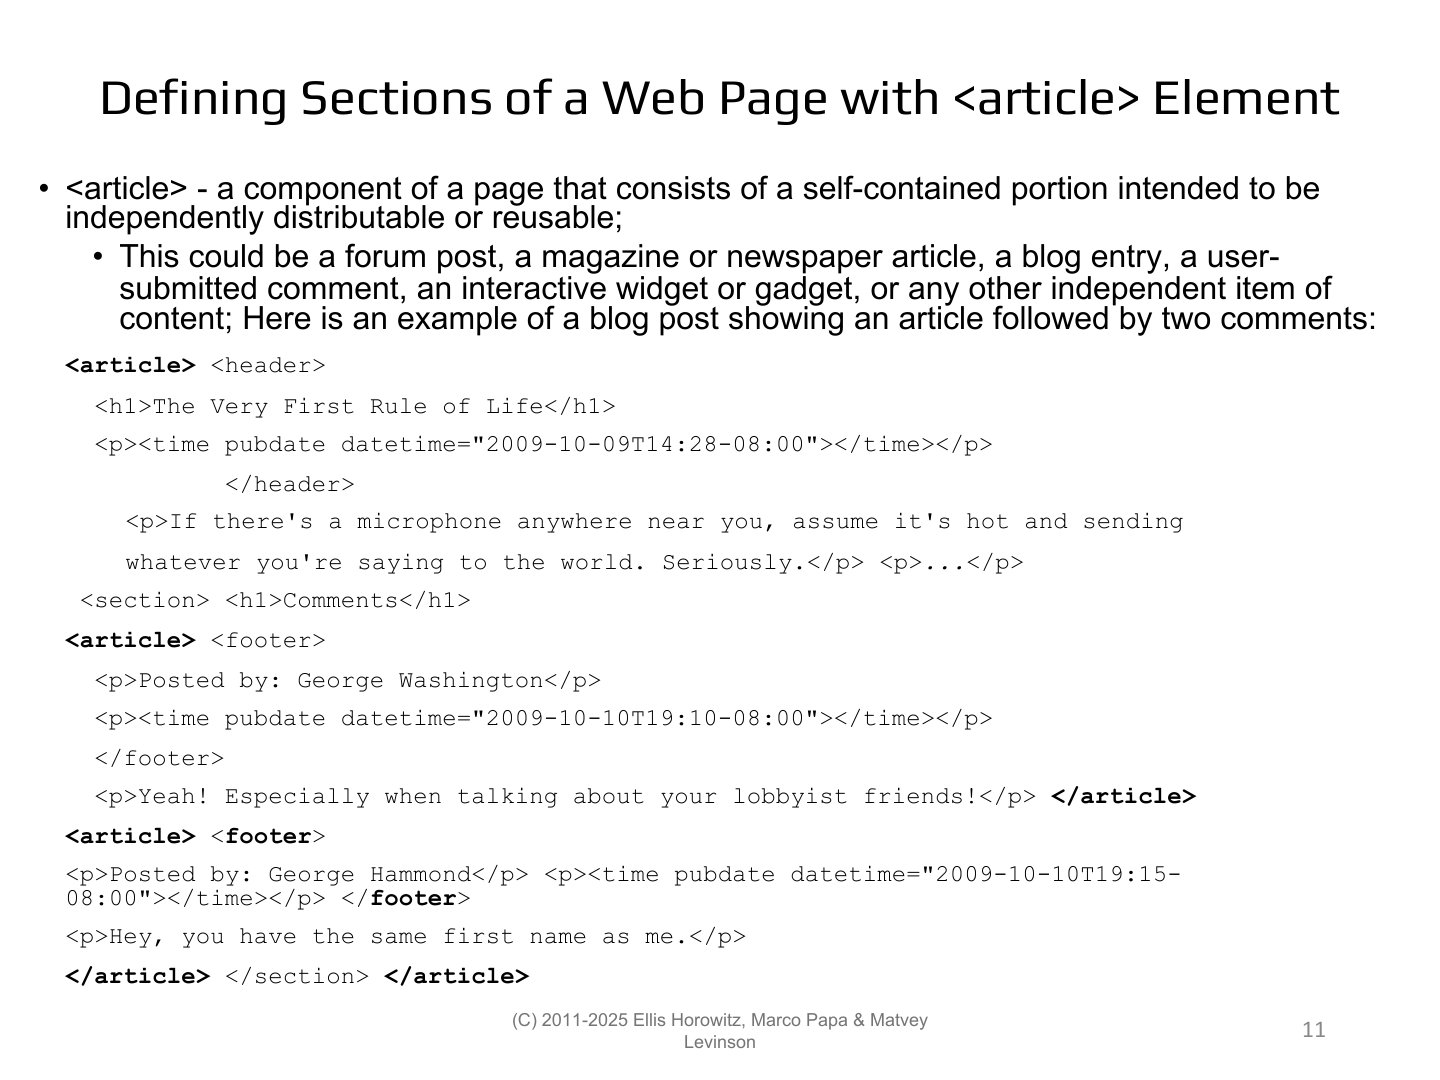 Defining Sections of a Web Page with <article> Element
• <article> - a component of a page that consists of a self-contained portion intended to be
independently distributable or reusable;
• This could be a forum post, a magazine or newspaper article, a blog entry, a user-
submitted comment, an interactive widget or gadget, or any other independent item of
content; Here is an example of a blog post showing an article followed by two comments:
<article> <header>
<h1>The Very First Rule of Life</h1>
<p><time pubdate datetime="2009-10-09T14:28-08:00"></time></p>
</header>
<p>If there's a microphone anywhere near you, assume it's hot and sending
whatever you're saying to the world. Seriously.</p> <p>...</p>
<section> <h1>Comments</h1>
<article> <footer>
<p>Posted by: George Washington</p>
<p><time pubdate datetime="2009-10-10T19:10-08:00"></time></p>
</footer>
<p>Yeah! Especially when talking about your lobbyist friends!</p> </article>
<article> <footer>
<p>Posted by: George Hammond</p> <p><time pubdate datetime="2009-10-10T19:15-
08:00"></time></p> </footer>
<p>Hey, you have the same first name as me.</p>
</article> </section> </article>
(C) 2011-2025 Ellis Horowitz, Marco Papa & Matvey
Levinson
11